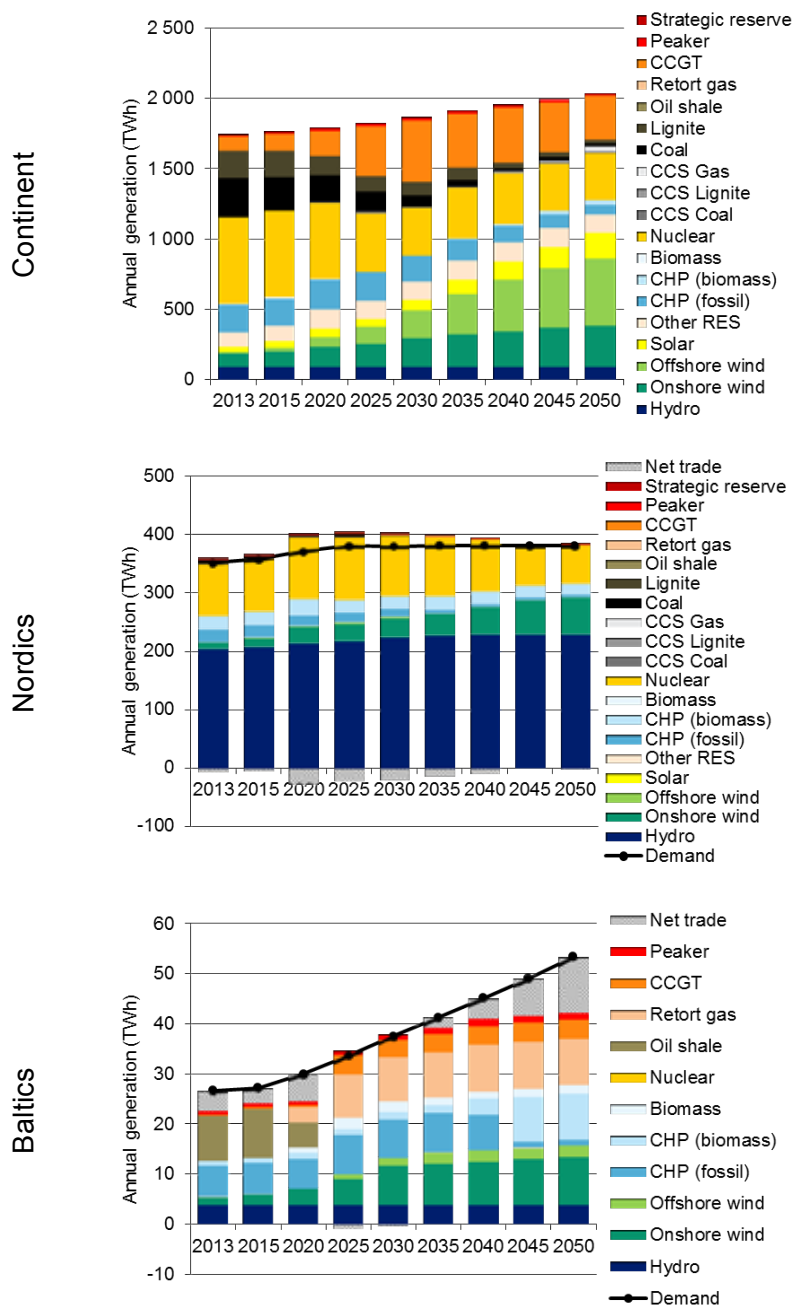 Continent
Annual generation (TWh)
2 500
2 000
1 500
1 000
500
0
2013 2015 2020 2025 2030 2035 2040 2045 2050
Strategic reserve
Peaker
CCGT
Retort gas
Oil shale
Lignite
Coal
CCS Gas
CCS Lignite
CCS Coal
Nuclear
Biomass
CHP (biomass)
CHP (fossil)
Other RES
Solar
Offshore wind
Onshore wind
Hydro
Nordics
Annual generation (TWh)
500
400
300
200
100
0
-100
2013 2015 2020 2025 2030 2035 2040 2045 2050
Net trade
Strategic reserve
Peaker
CCGT
Retort gas
Oil shale
Lignite
Coal
CCS Gas
CCS Lignite
CCS Coal
Nuclear
Biomass
CHP (biomass)
CHP (fossil)
Other RES
Solar
Offshore wind
Onshore wind
Hydro
Demand
Baltics
Annual generation (TWh)
60
50
40
30
20
10
0
-10
2013 2015 2020 2025 2030 2035 2040 2045 2050
Net trade
Peaker
CCGT
Retort gas
Oil shale
Nuclear
Biomass
CHP (biomass)
CHP (fossil)
Offshore wind
Onshore wind
Hydro
Demand